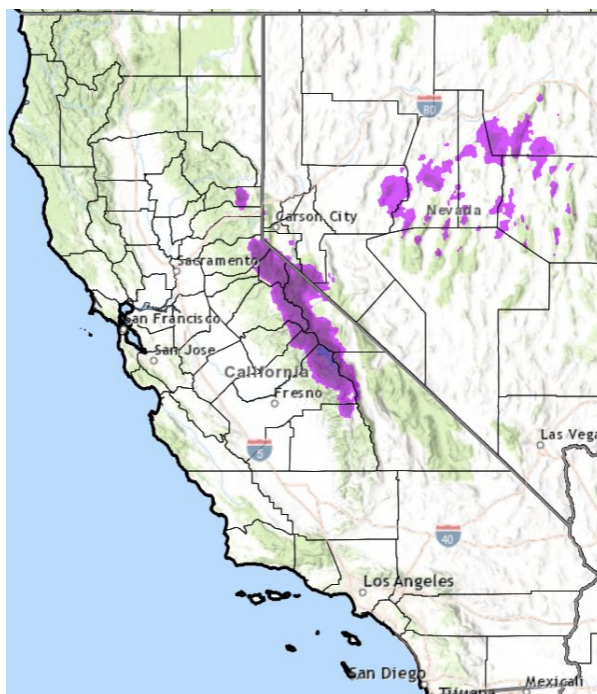 80
Carson City
Nevada
Sacramento
San Francisco
San Jose
California
Fresno
Las Vega
5
40
Los Angeles
San Diego
Tijuana
Mexicali